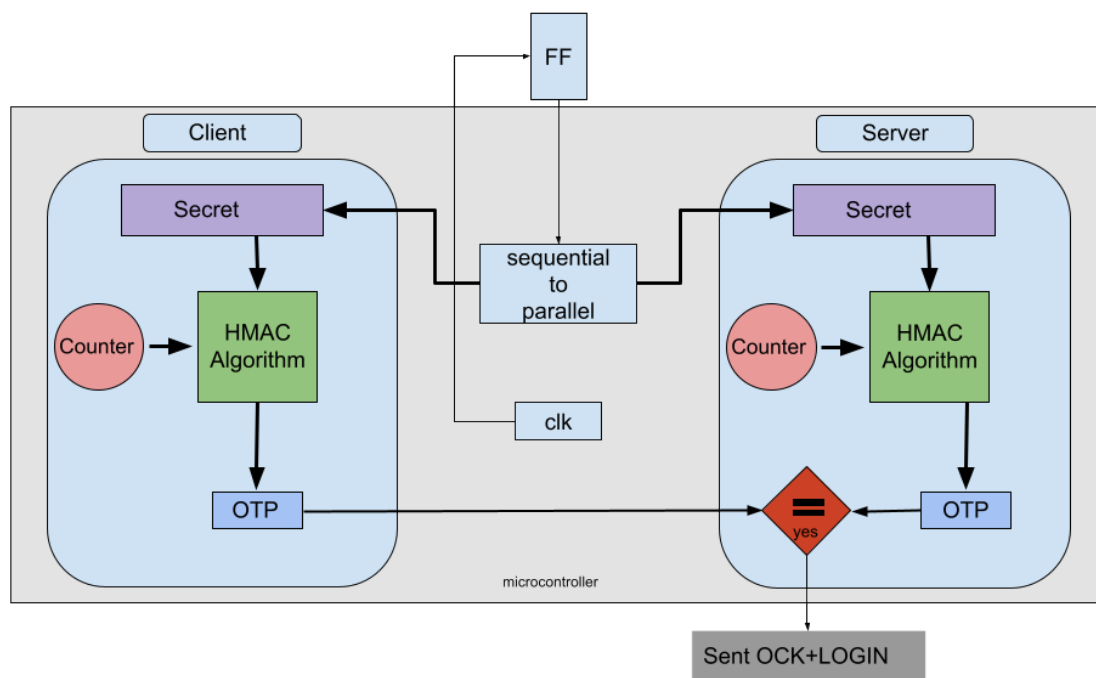 FF
Client
Server
Secret
Secret
sequential
to
parallel
Counter
HMAC
Algorithm
Counter
HMAC
Algorithm
clk
OTP
=
yes
OTP
microcontroller
Sent OCK+LOGIN